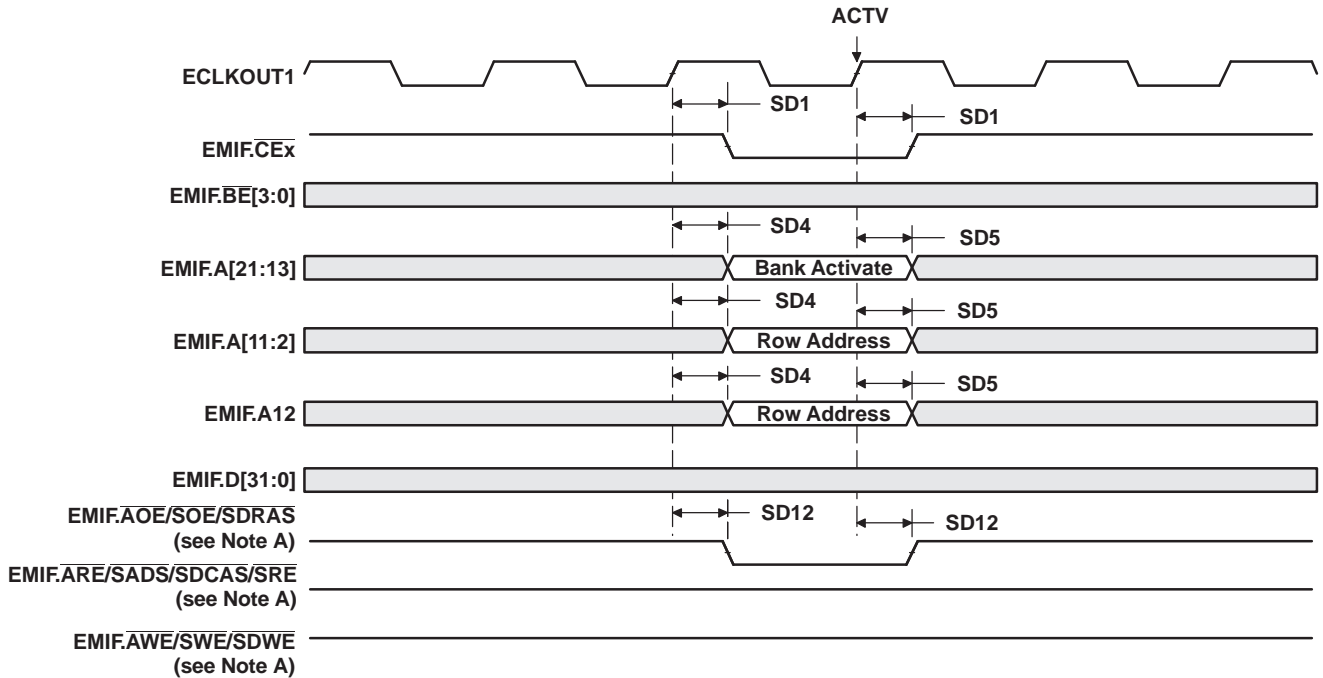 ACTV
ECLKOUT1
SD1
SD1
EMIF.CEx
EMIF.BE[3:0]
SD4
SD5
EMIF.A[21:13]
Bank Activate
SD4
SD5
EMIF.A[11:2]
Row Address
SD4
SD5
EMIF.A12
Row Address
EMIF.D[31:0]
EMIF.AOE/SOE/SDRAS
(see Note A)
SD12
SD12
EMIF.ARE/SADS/SDCAS/SRE
(see Note A)
EMIF.AWE/SWE/SDWE
(see Note A)